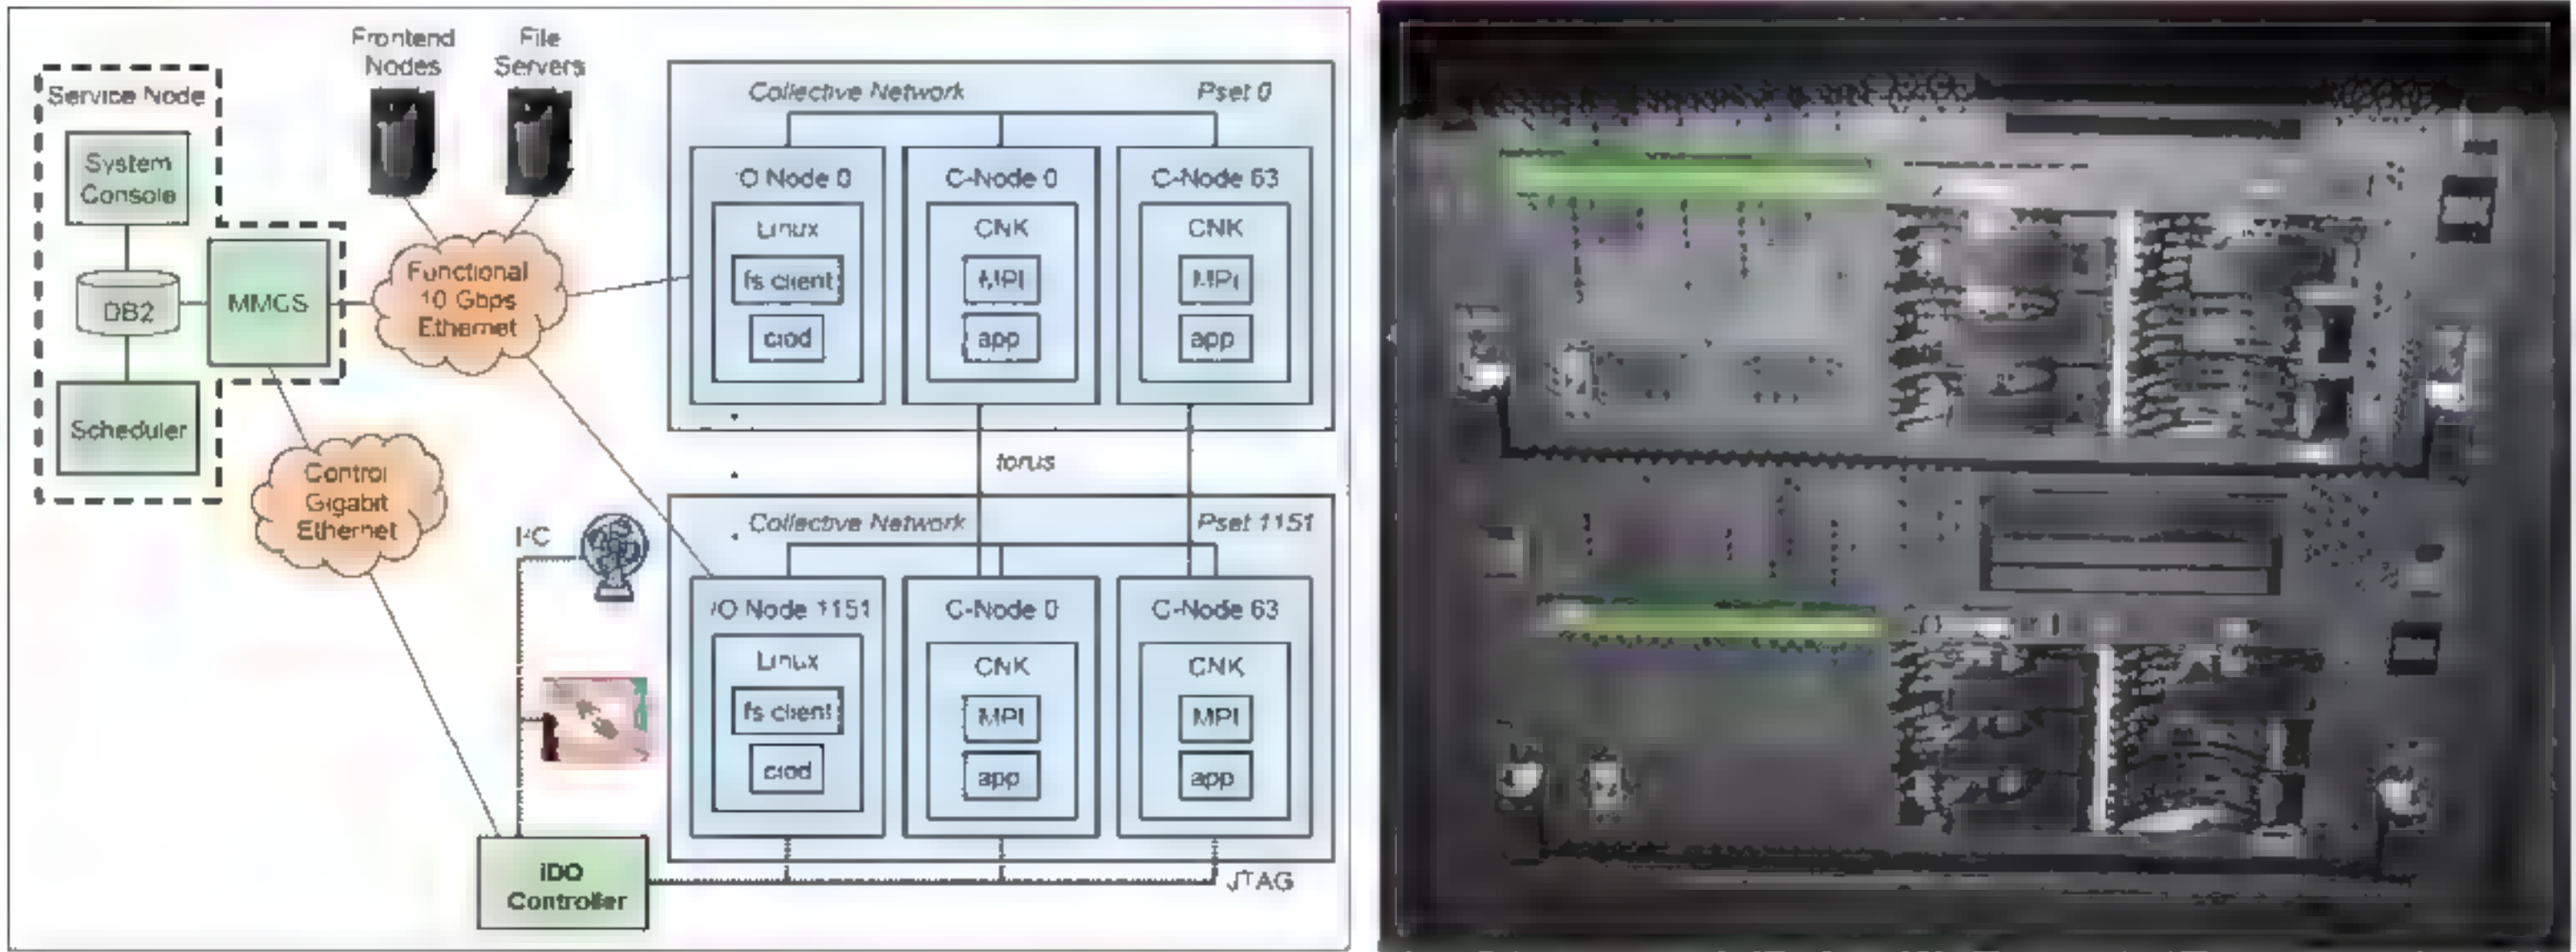 Frontend
Nodes
File
Servers
Service Node
System
Console
DB2
MMCS
Scheduler
Functional
10 Gbps
Ethernet
Control
Gigabit
Ethernet
I²C
iDO
Controller
Collective Network
Pset 0
I/O Node 0
Linux
fs client
ciod
C-Node 0
CNK
MPI
app
C-Node 63
CNK
MPI
app
torus
Collective Network
Pset 1151
I/O Node 1151
Linux
fs client
ciod
C-Node 0
CNK
MPI
app
C-Node 63
CNK
MPI
app
JTAG